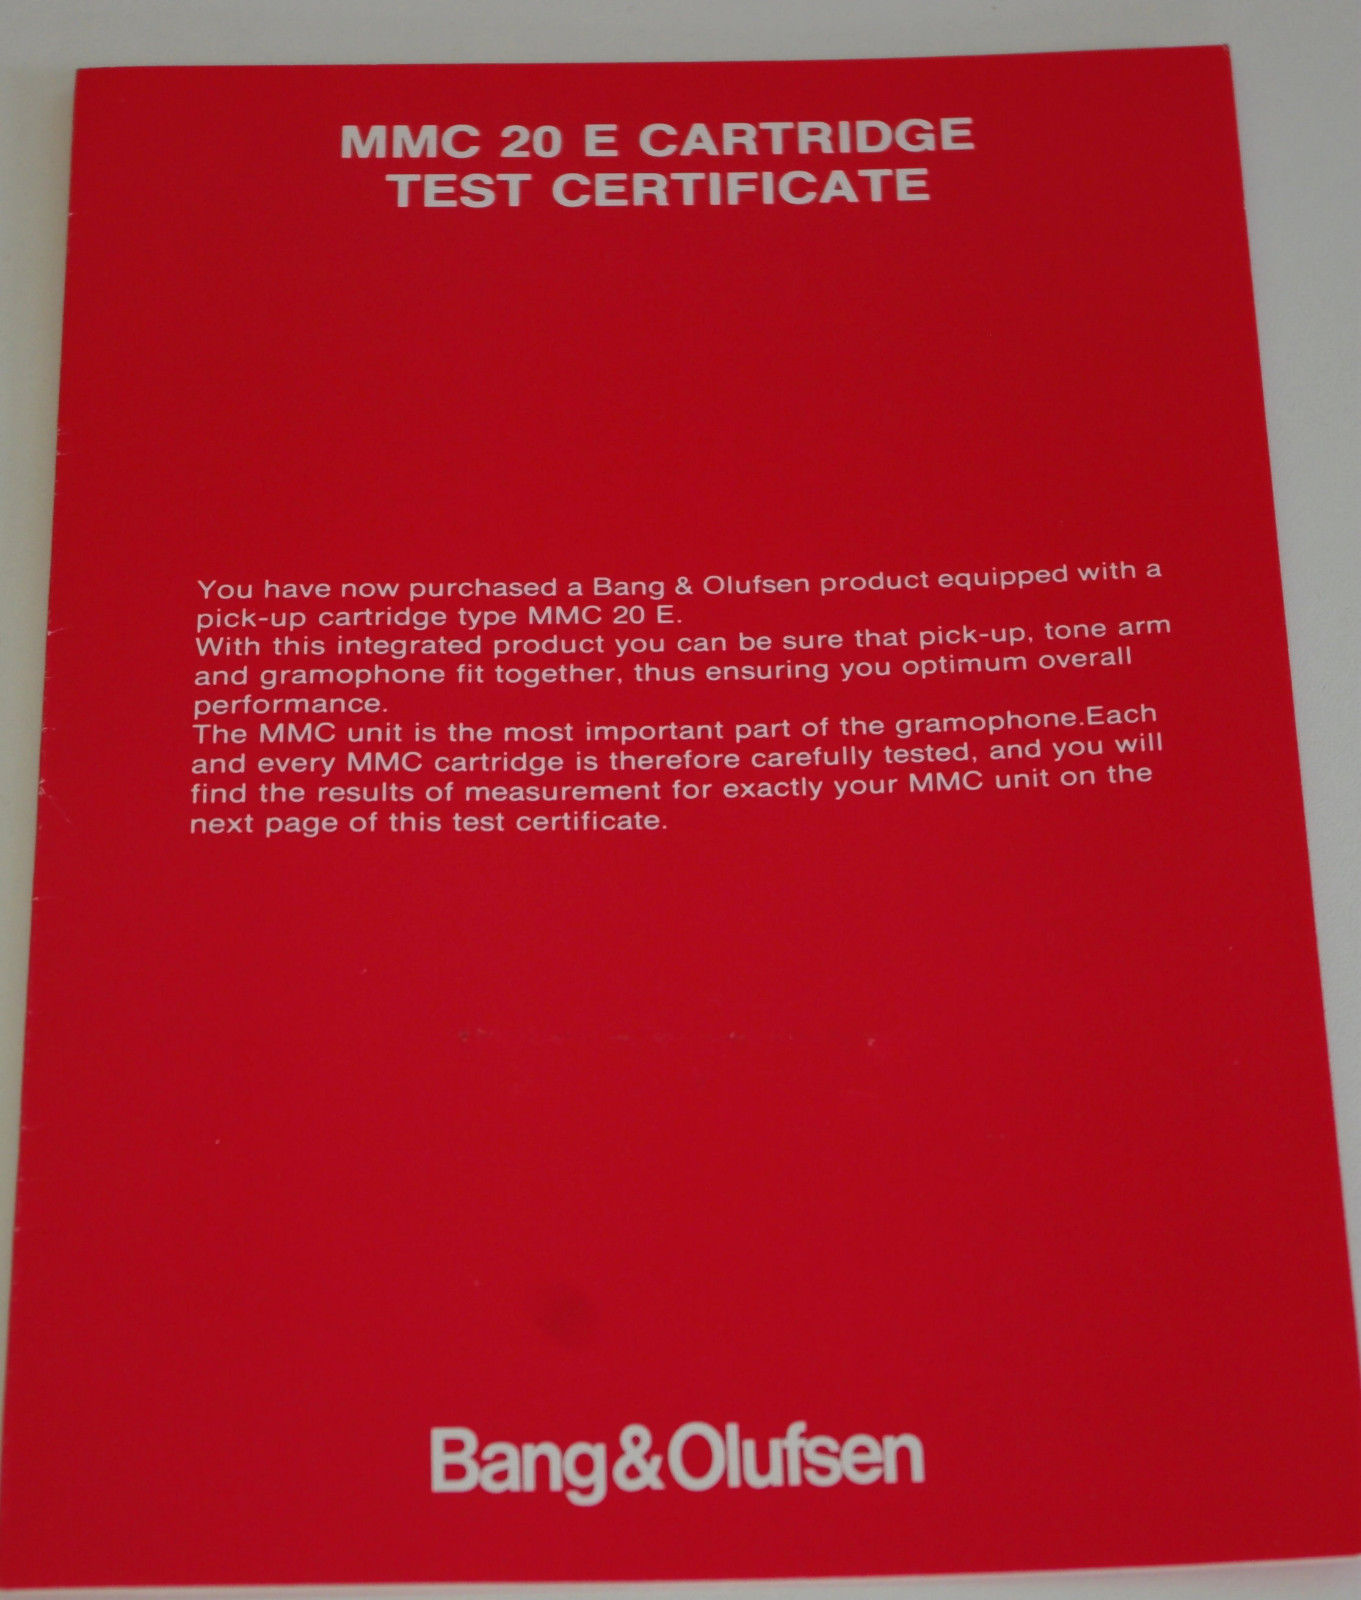 MMC 20 E CARTRIDGE
TEST CERTIFICATE
You have now purchased a Bang & Olufsen product equipped with a
pick-up cartridge type MMC 20 E.
With this integrated product you can be sure that pick-up, tone arm
and gramophone fit together, thus ensuring you optimum overall
performance.
The MMC unit is the most important part of the gramophone.Each
and every MMC cartridge is therefore carefully tested, and you will
find the results of measurement for exactly your MMC unit on the
next page of this test certificate.
Bang&Olufsen